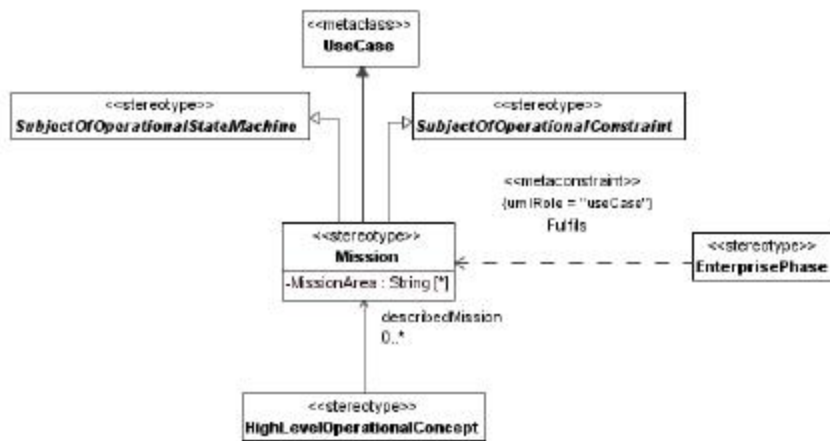 <<metaclass>>
UseCase
<<stereotype>>
SubjectOfOperationalStateMachine
<<stereotype>>
SubjectOfOperationalConstraint
<<metaconstraint>>
{umlRole = "useCase"}
Fulfils
<<stereotype>>
Mission
-MissionArea : String [*]
<<stereotype>>
EnterprisePhase
describedMission
0..*
<<stereotype>>
HighLevelOperationalConcept